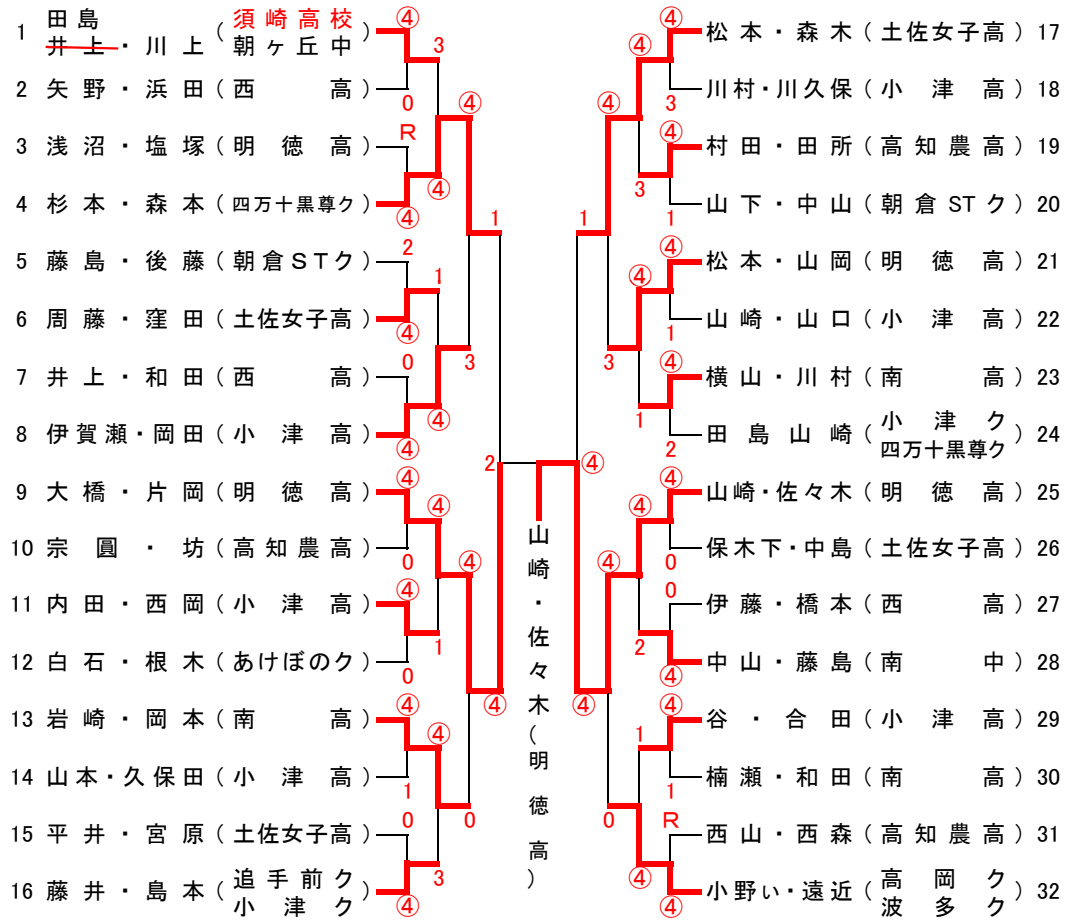 1 田島 井上・川上 ( 須崎高校 朝ヶ丘中 ) ④
2 矢野・浜田 ( 西 高 ) 0
3
3 浅沼・塩塚 ( 明徳高 ) R
4 杉本・森本 ( 四万十黒尊ク ) ④
④
④
5 藤島・後藤 ( 朝倉STク ) 2
6 周藤・窪田 ( 土佐女子高 ) ④
1
7 井上・和田 ( 西 高 ) 0
8 伊賀瀬・岡田 ( 小津高 ) ④
④
3
1
9 大橋・片岡 ( 明徳高 ) ④
10 宗圓・坊 ( 高知農高 ) 0
④
11 内田・西岡 ( 小津高 ) ④
12 白石・根木 ( あけぼのク ) 0
1
④
13 岩崎・岡本 ( 南 高 ) ④
14 山本・久保田 ( 小津高 ) 1
④
15 平井・宮原 ( 土佐女子高 ) 0
16 藤井・島本 ( 追手前ク 小津ク ) ④
3
0
④
2
④
山崎・佐々木(明徳高)
④ 松本・森木 ( 土佐女子高 ) 17
3 川村・川久保 ( 小津高 ) 18
④
④ 村田・田所 ( 高知農高 ) 19
1 山下・中山 ( 朝倉STク ) 20
3
④
④ 松本・山岡 ( 明徳高 ) 21
1 山崎・山口 ( 小津高 ) 22
④
④ 横山・川村 ( 南 高 ) 23
2 田島山崎 ( 小津ク 四万十黒尊ク ) 24
1
3
1
④ 山崎・佐々木 ( 明徳高 ) 25
0 保木下・中島 ( 土佐女子高 ) 26
④
0 伊藤・橋本 ( 西 高 ) 27
④ 中山・藤島 ( 南 中 ) 28
2
④
④ 谷・合田 ( 小津高 ) 29
1 楠瀬・和田 ( 南 高 ) 30
1
R 西山・西森 ( 高知農高 ) 31
④ 小野い・遠近 ( 高岡ク 波多ク ) 32
④
0
④